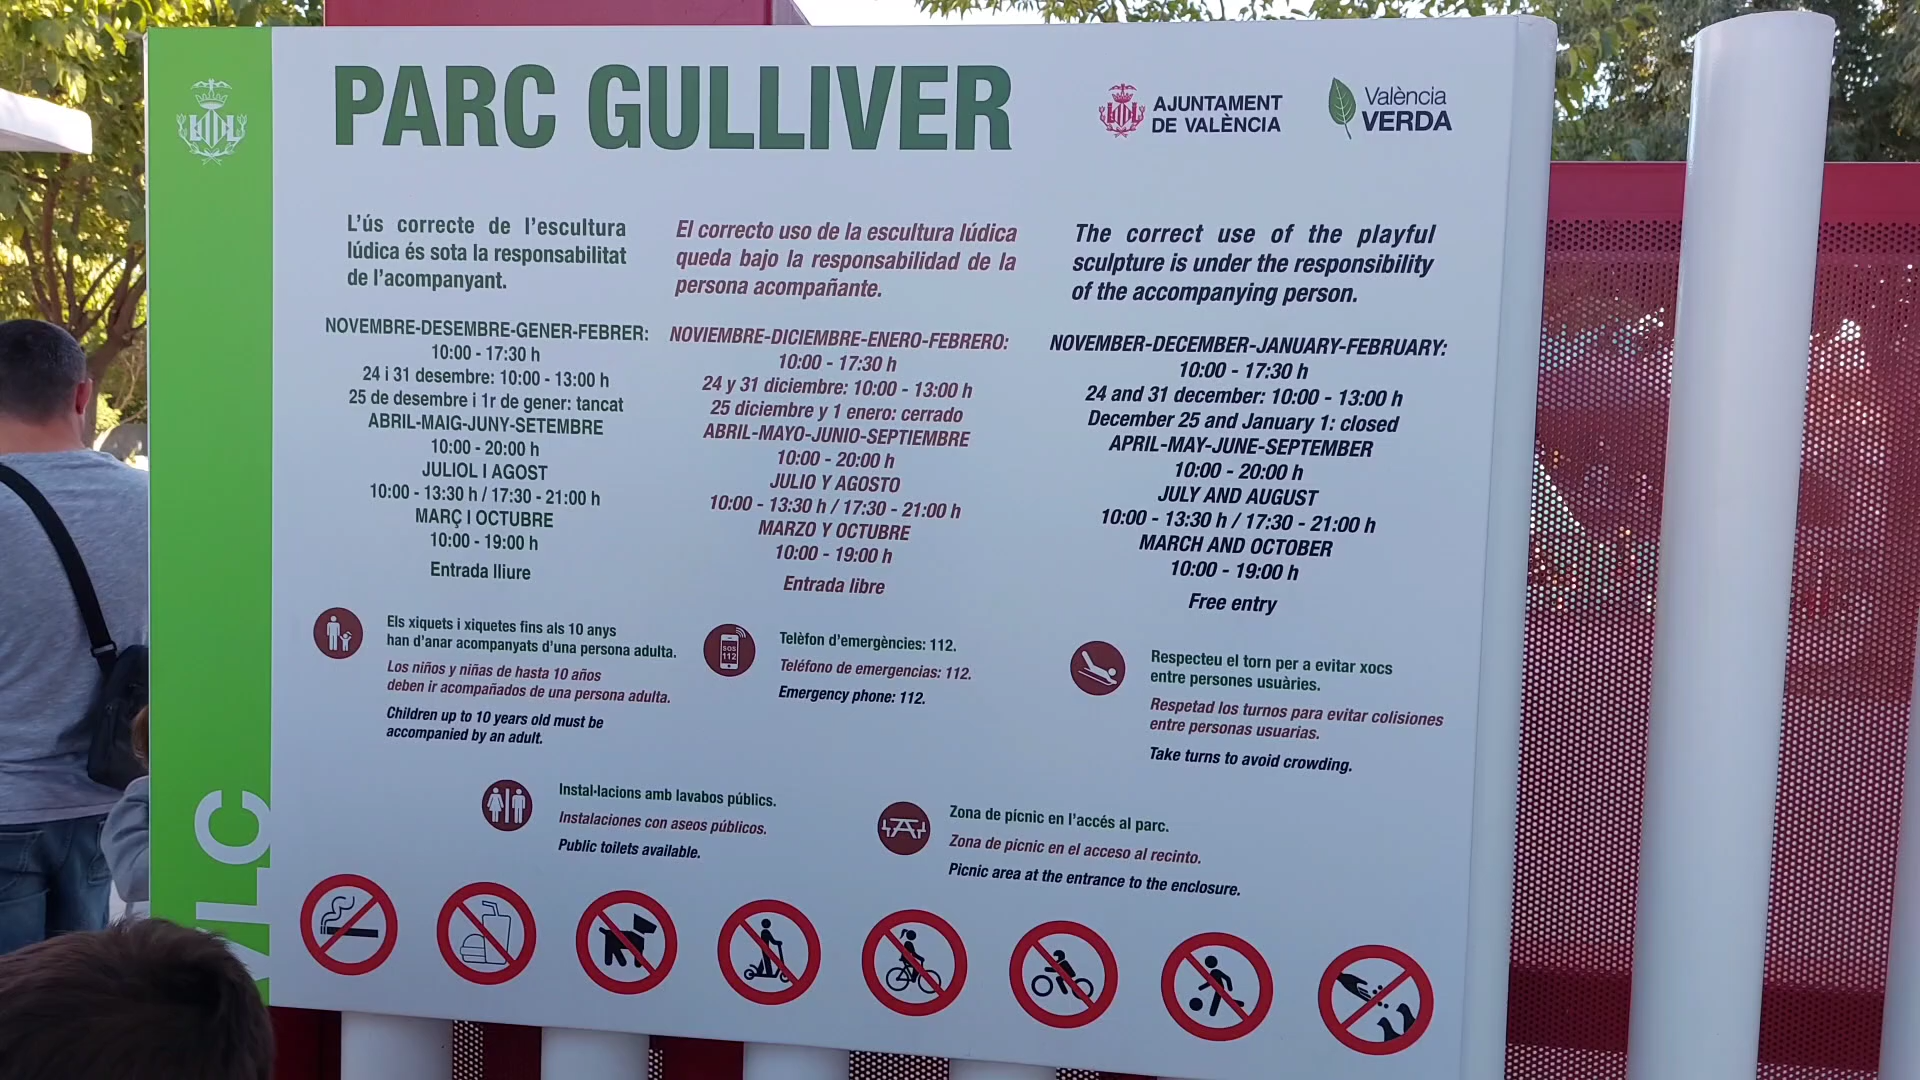 PARC GULLIVER
AJUNTAMENT
DE VALÈNCIA
València
VERDA
L'ús correcte de l'escultura
lúdica és sota la responsabilitat
de l'acompanyant.
NOVEMBRE-DESEMBRE-GENER-FEBRER:
10:00 - 17:30 h
24 i 31 desembre: 10:00 - 13:00 h
25 de desembre i 1r de gener: tancat
ABRIL-MAIG-JUNY-SETEMBRE
10:00 - 20:00 h
JULIOL I AGOST
10:00 - 13:30 h / 17:30 - 21:00 h
MARÇ I OCTUBRE
10:00 - 19:00 h
Entrada lliure
El correcto uso de la escultura lúdica
queda bajo la responsabilidad de la
persona acompañante.
NOVIEMBRE-DICIEMBRE-ENERO-FEBRERO:
10:00 - 17:30 h
24 y 31 diciembre: 10:00 - 13:00 h
25 diciembre y 1 enero: cerrado
ABRIL-MAYO-JUNIO-SEPTIEMBRE
10:00 - 20:00 h
JULIO Y AGOSTO
10:00 - 13:30 h / 17:30 - 21:00 h
MARZO Y OCTUBRE
10:00 - 19:00 h
Entrada libre
The correct use of the playful
sculpture is under the responsibility
of the accompanying person.
NOVEMBER-DECEMBER-JANUARY-FEBRUARY:
10:00 - 17:30 h
24 and 31 december: 10:00 - 13:00 h
December 25 and January 1: closed
APRIL-MAY-JUNE-SEPTEMBER
10:00 - 20:00 h
JULY AND AUGUST
10:00 - 13:30 h / 17:30 - 21:00 h
MARCH AND OCTOBER
10:00 - 19:00 h
Free entry
Els xiquets i xiquetes fins als 10 anys
han d'anar acompanyats d'una persona adulta.
Los niños y niñas de hasta 10 años
deben ir acompañados de una persona adulta.
Children up to 10 years old must be
accompanied by an adult.
SOS
112
Telèfon d'emergències: 112.
Teléfono de emergencias: 112.
Emergency phone: 112.
Respecteu el torn per a evitar xocs
entre persones usuàries.
Respetad los turnos para evitar colisiones
entre personas usuarias.
Take turns to avoid crowding.
Instal·lacions amb lavabos públics.
Instalaciones con aseos públicos.
Public toilets available.
Zona de pícnic en l'accés al parc.
Zona de picnic en el acceso al recinto.
Picnic area at the entrance to the enclosure.
VLC